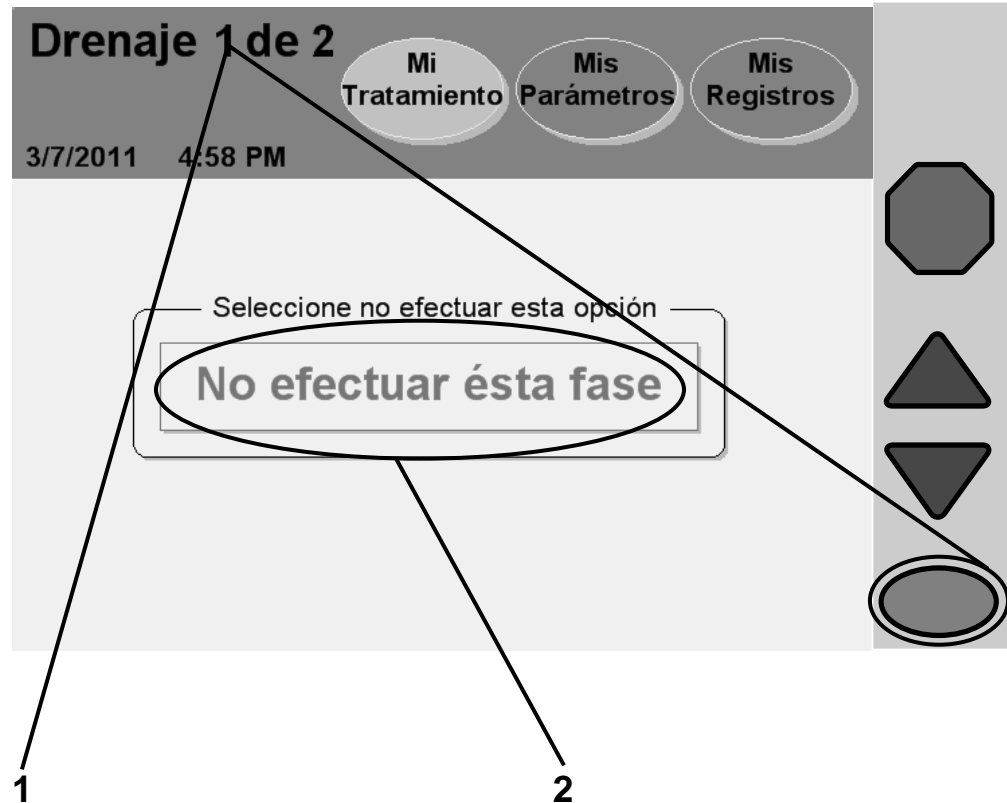 Drenaje 1 de 2
Mi
Tratamiento
Mis
Parámetros
Mis
Registros
3/7/2011 4:58 PM
Seleccione no efectuar esta opción
No efectuar ésta fase
1
2